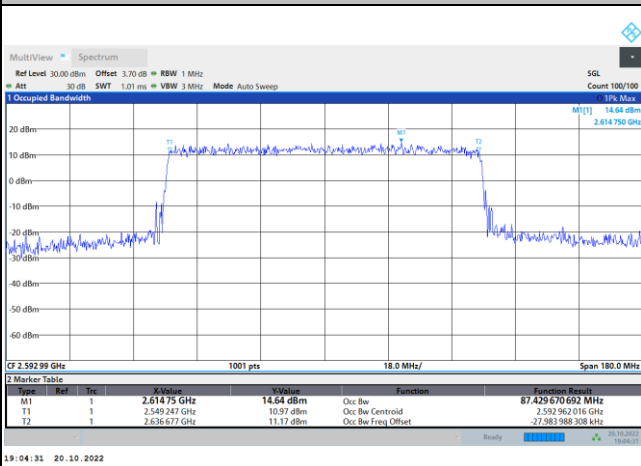 MultiView Spectrum
Ref Level 30.00 dBm Offset 3.70 dB RBW 1 MHz SGL
Att 30 dB SWT 1.01 ms VBW 3 MHz Mode Auto Sweep Count 100/100
1 Occupied Bandwidth 1Pk Max
M1[1] 14.64 dBm
2.614 750 GHz
20 dBm
T1 M1 T2
10 dBm
0 dBm
-10 dBm
-20 dBm
-30 dBm
-40 dBm
-50 dBm
-60 dBm
CF 2.592 99 GHz 1001 pts 18.0 MHz/ Span 180.0 MHz
2 Marker Table
Type Ref Trc X-Value Y-Value Function Function Result
M1 1 2.614 75 GHz 14.64 dBm Occ Bw 87.429 670 692 MHz
T1 1 2.549 247 GHz 10.97 dBm Occ Bw Centroid 2.592 962 016 GHz
T2 1 2.636 677 GHz 11.17 dBm Occ Bw Freq Offset -27.983 988 308 kHz
Ready 20.10.2022
19:04:31
19:04:31 20.10.2022